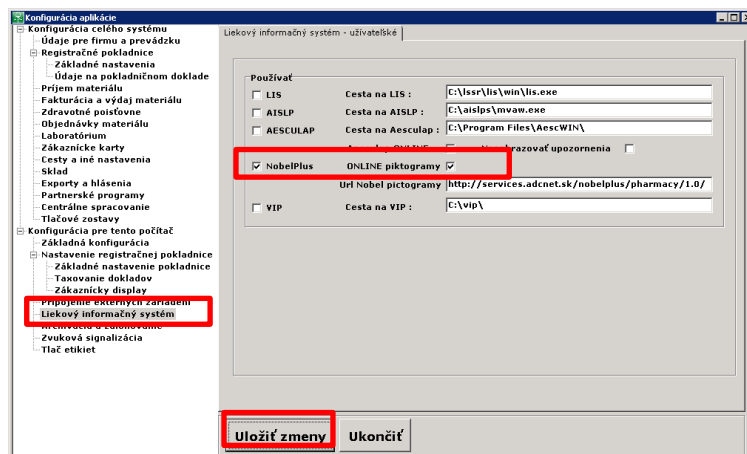 Konfigurácia aplikácie
Konfigurácia celého systému
Údaje pre firmu a prevádzku
Registračné pokladnice
Základné nastavenia
Údaje na pokladničnom doklade
Príjem materiálu
Fakturácia a výdaj materiálu
Zdravotné poisťovne
Objednávky materiálu
Laboratórium
Zákaznícke karty
Cesty a iné nastavenia
Sklad
Exporty a hlásenia
Partnerské programy
Centrálne spracovanie
Tlačové zostavy
Konfigurácia pre tento počítač
Základná konfigurácia
Nastavenie registračnej pokladnice
Základné nastavenie pokladnice
Taxovanie dokladov
Zákaznícky display
Pripojenie externých zariadení
Liekový informačný systém
Zvuková signalizácia
Tlač etikiet
Liekový informačný systém - užívateľské
Používať
LIS Cesta na LIS : C:\lssr\lis\win\lis.exe
AISLP Cesta na AISLP : C:\aislps\mvaw.exe
AESCULAP Cesta na Aesculap : C:\Program Files\AescWIN\
upozornenia
NobelPlus ONLINE piktogramy
Url Nobel pictogramy http://services.adcnet.sk/nobelplus/pharmacy/1.0/
VIP Cesta na VIP : C:\vip\
Uložiť zmeny Ukončiť